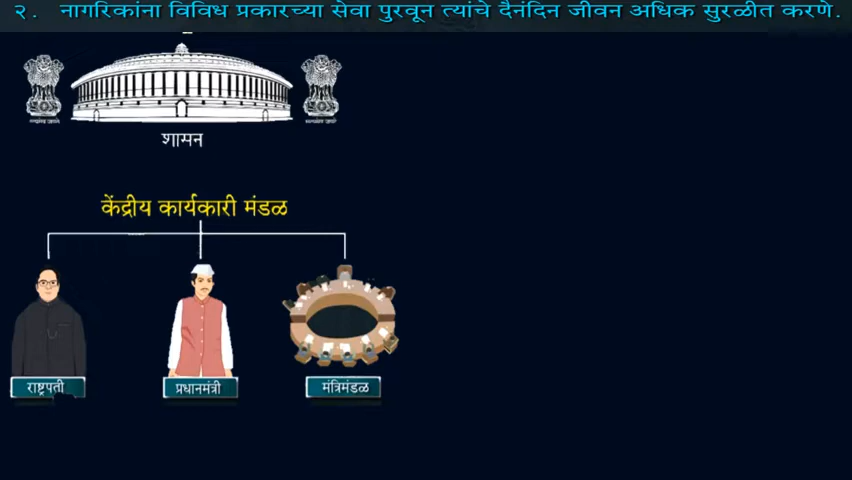 २. नागरिकांना विविध प्रकारच्या सेवा पुरवून त्यांचे दैनंदिन जीवन अधिक सुरळीत करणे.
शासन
केंद्रीय कार्यकारी मंडळ
राष्ट्रपती
प्रधानमंत्री
मंत्रिमंडळ